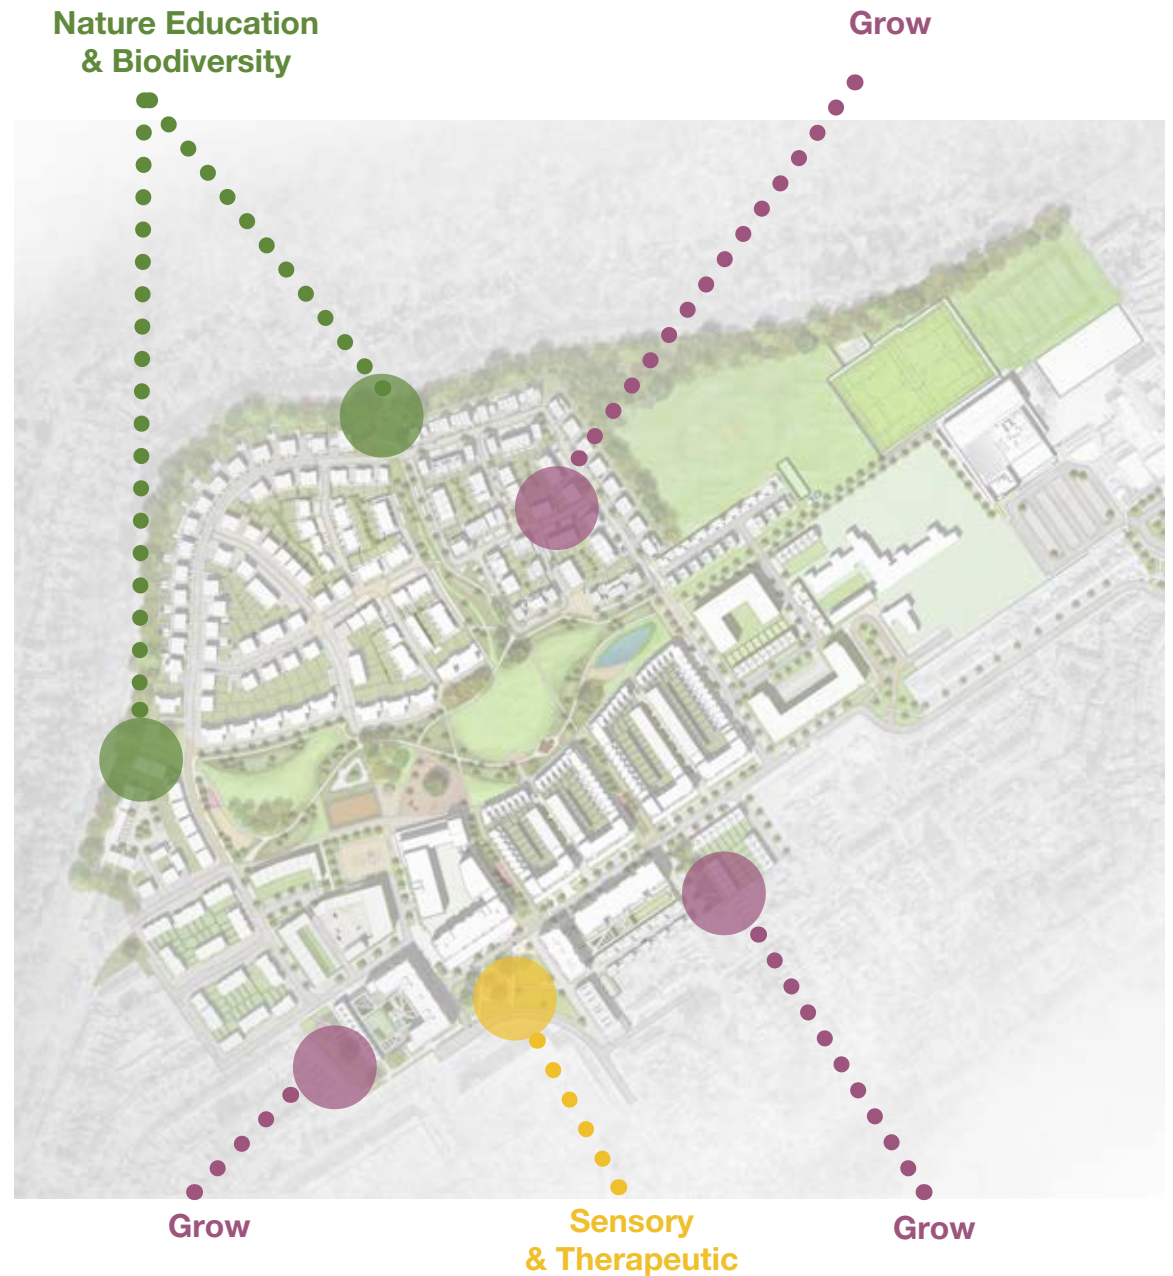 Nature Education
& Biodiversity
Grow
Grow
Sensory
& Therapeutic
Grow